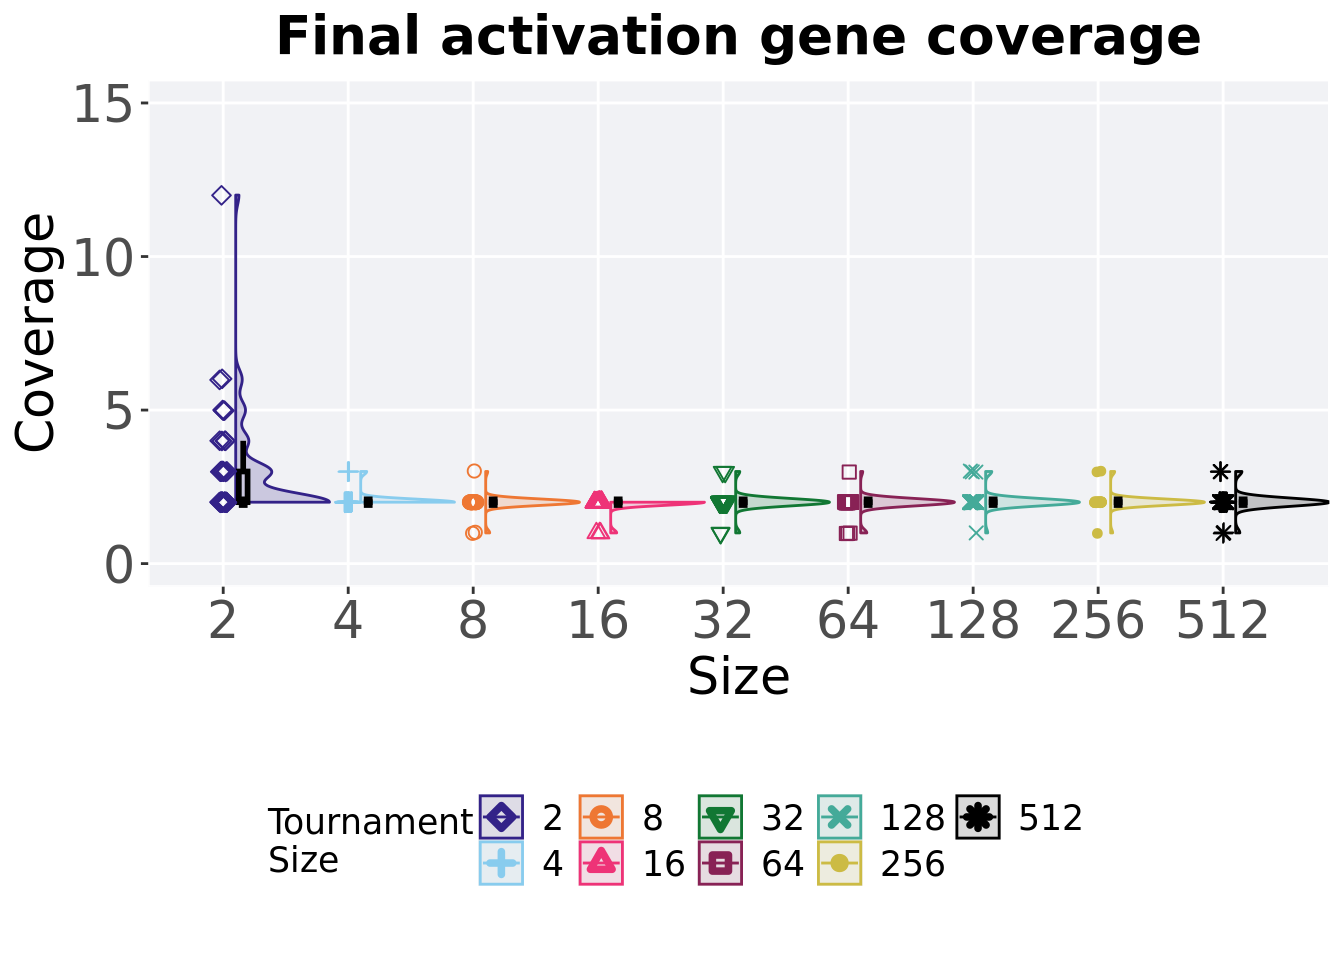 Final activation gene coverage
Coverage
15
10
5
0
2 4 8 16 32 64 128 256 512
Size
Tournament
Size
2 8 32 128 512
4 16 64 256